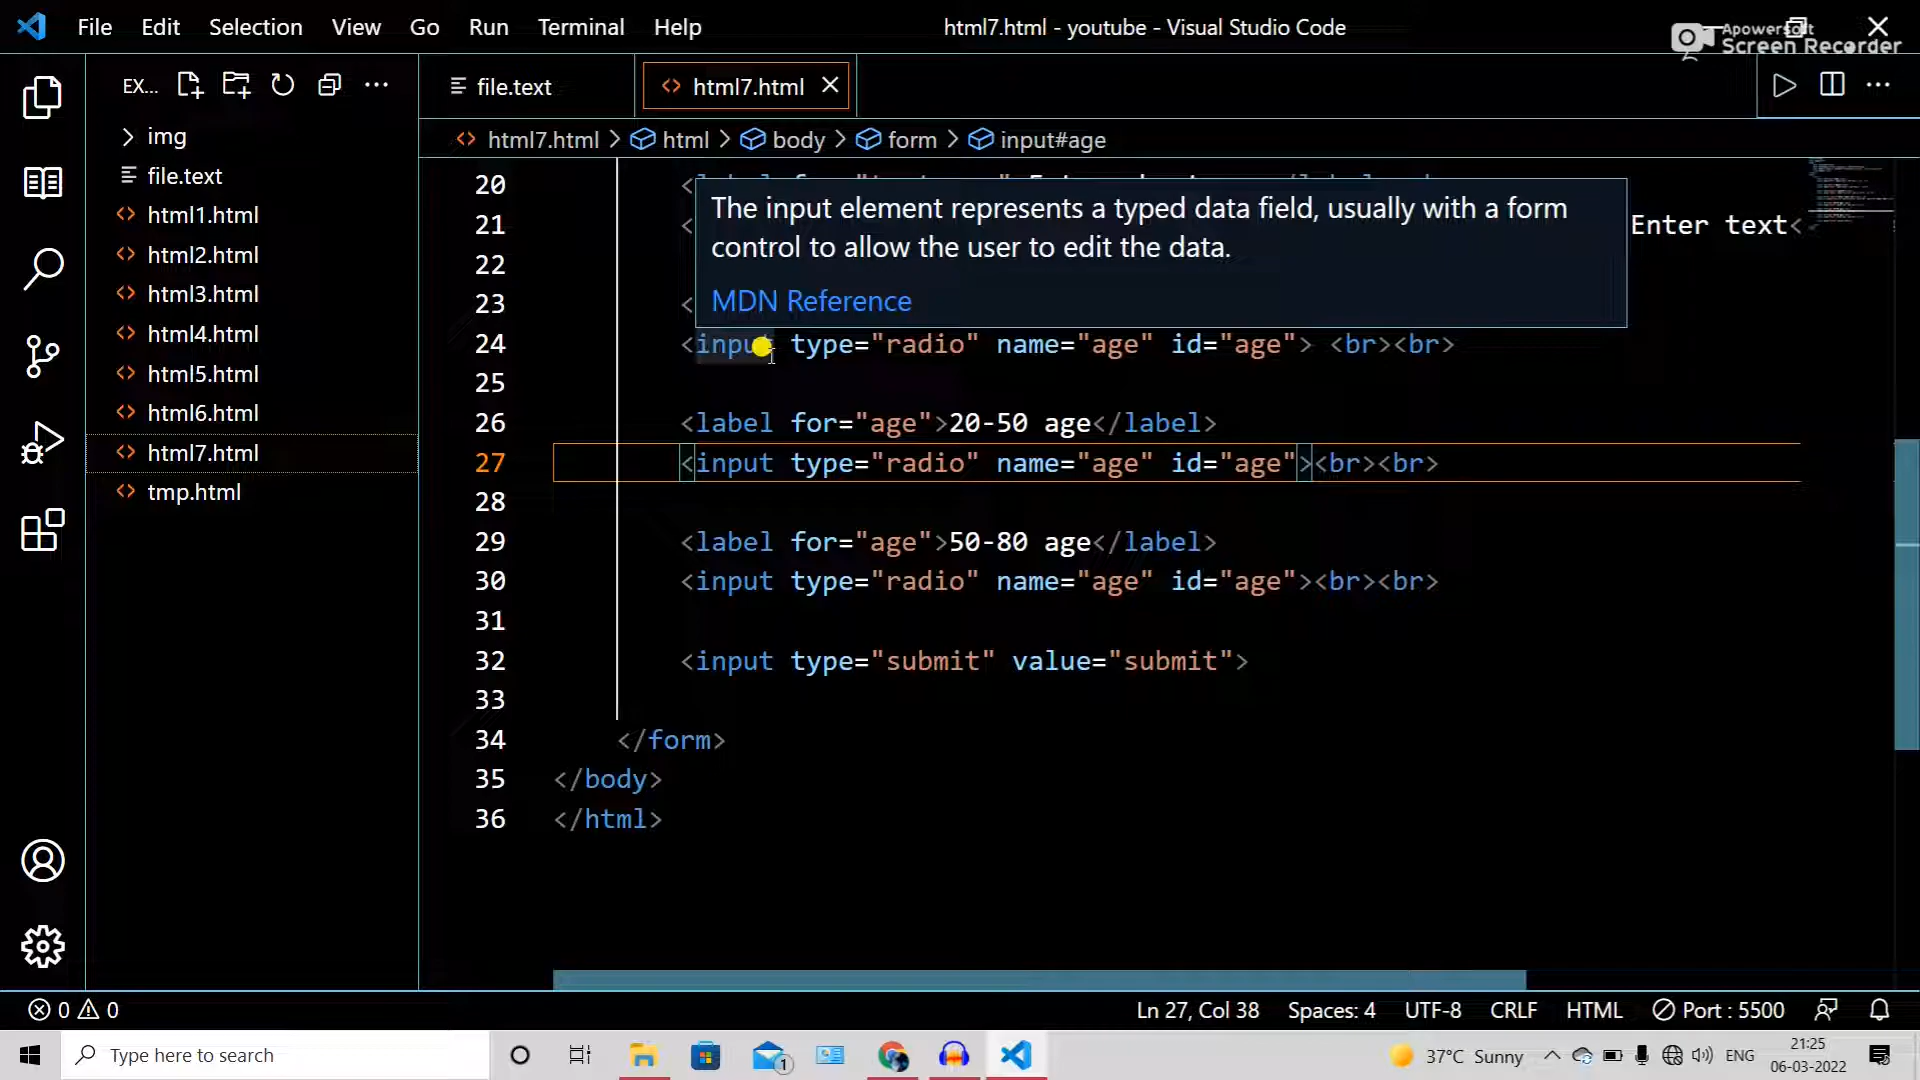 File Edit Selection View Go Run Terminal Help
html7.html - youtube - Visual Studio Code
Apowersoft
Screen Recorder
EX...
file.text
html7.html
img
file.text
html1.html
html2.html
html3.html
html4.html
html5.html
html6.html
html7.html
tmp.html
html7.html > html > body > form > input#age
20
21 < Enter text<
The input element represents a typed data field, usually with a form
control to allow the user to edit the data.
MDN Reference
22
23 <
24 <input type="radio" name="age" id="age"> <br><br>
25
26 <label for="age">20-50 age</label>
27 <input type="radio" name="age" id="age"><br><br>
28
29 <label for="age">50-80 age</label>
30 <input type="radio" name="age" id="age"><br><br>
31
32 <input type="submit" value="submit">
33
34 </form>
35 </body>
36 </html>
0 0
Ln 27, Col 38 Spaces: 4 UTF-8 CRLF HTML Port : 5500
Type here to search
1
37°C Sunny
ENG
21:25
06-03-2022